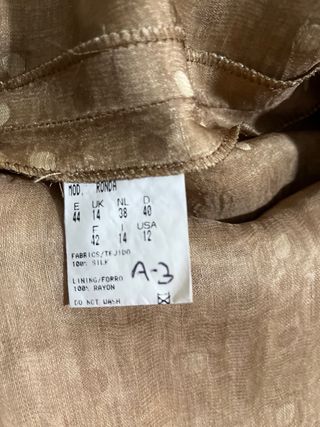 MOD. RONDA
E UK NL D
44 14 38 40
F I USA
42 14 12
FABRICS/TEJIDO
100% SILK
A-3
LINING/FORRO
100% RAYON
DO NOT WASH